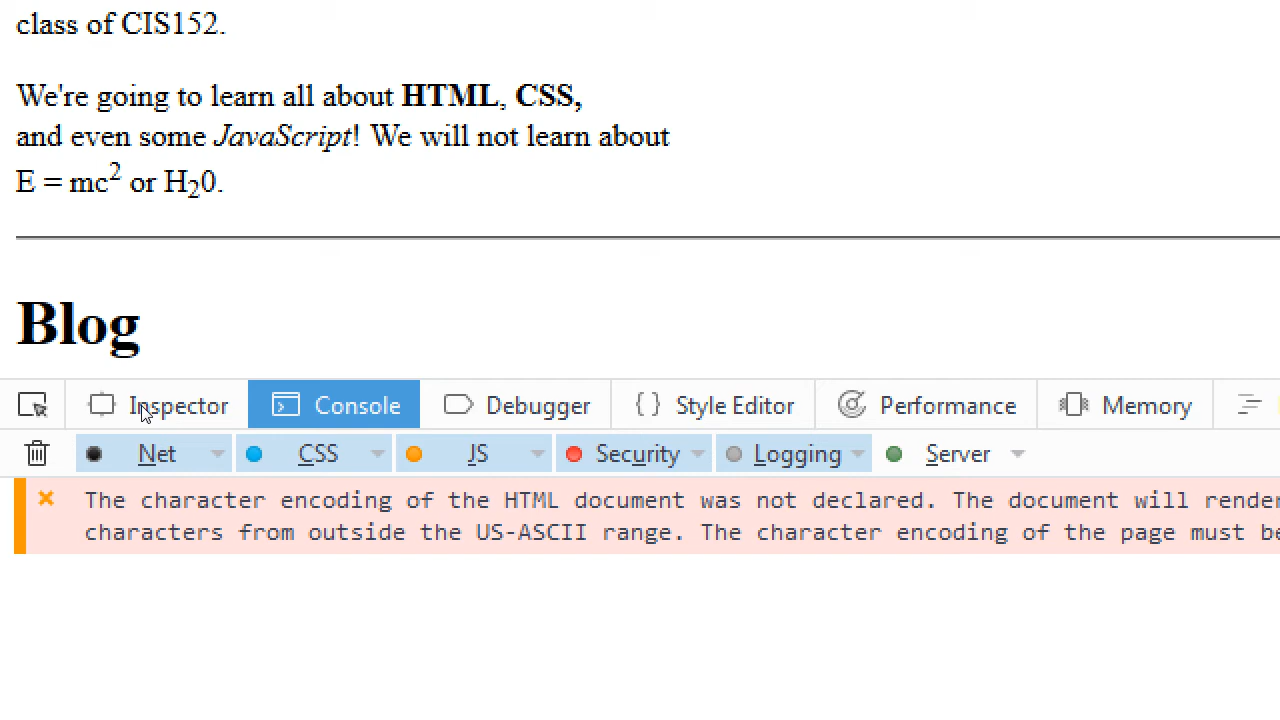 class of CIS152.
We're going to learn all about HTML, CSS,
and even some JavaScript! We will not learn about
E = mc² or H₂0.
Blog
Inspector Console Debugger { } Style Editor Performance Memory
Net CSS JS Security Logging Server
The character encoding of the HTML document was not declared. The document will render
characters from outside the US-ASCII range. The character encoding of the page must be